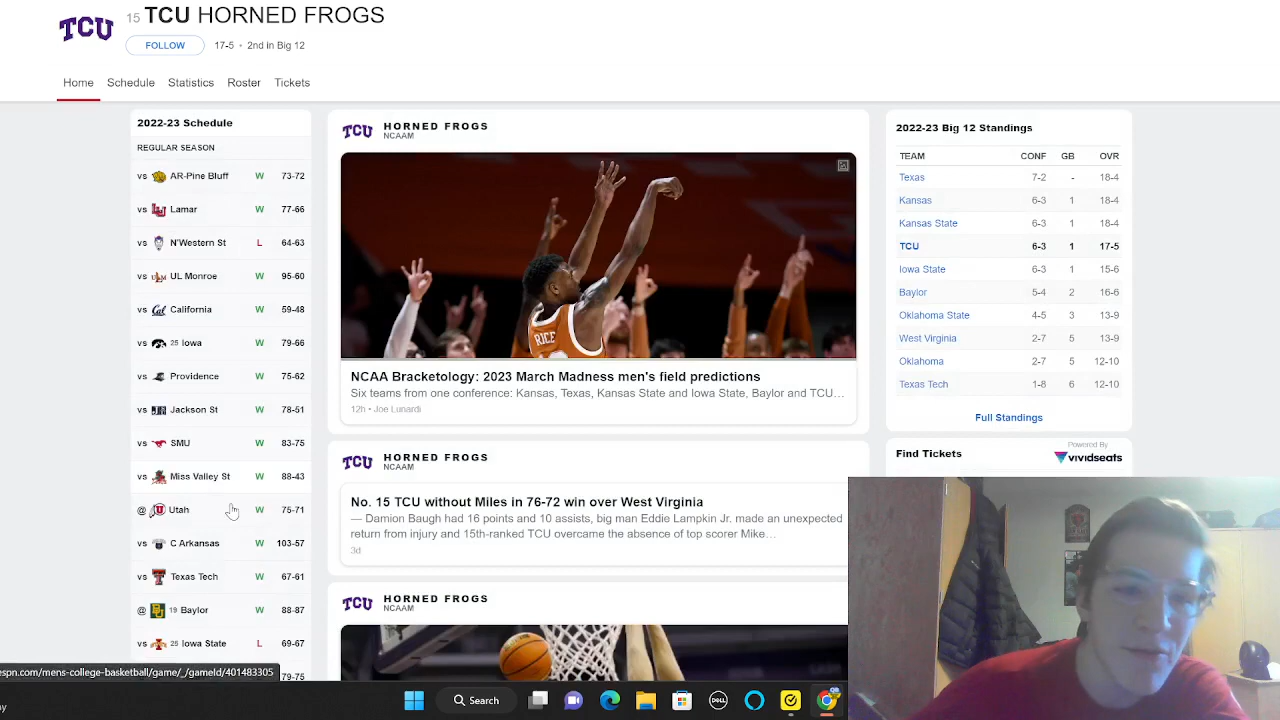 TCU
15 TCU HORNED FROGS
FOLLOW
17-5 • 2nd in Big 12
Home Schedule Statistics Roster Tickets
2022-23 Schedule
REGULAR SEASON
vs AR-Pine Bluff W 73-72
vs Lamar W 77-66
vs N'Western St L 64-63
vs UL Monroe W 95-60
vs California W 59-48
vs 25 Iowa W 79-66
vs Providence W 75-62
vs Jackson St W 78-51
vs SMU W 83-75
vs Miss Valley St W 88-43
@ Utah W 75-71
vs C Arkansas W 103-57
vs Texas Tech W 67-61
@ 19 Baylor W 88-87
vs 25 Iowa State L 69-67
79-75
espn.com/mens-college-basketball/game/_/gameId/401483305
TCU HORNED FROGS
NCAAM
RICE
NCAA Bracketology: 2023 March Madness men's field predictions
Six teams from one conference: Kansas, Texas, Kansas State and Iowa State, Baylor and TCU…
12h • Joe Lunardi
TCU HORNED FROGS
NCAAM
No. 15 TCU without Miles in 76-72 win over West Virginia
— Damion Baugh had 16 points and 10 assists, big man Eddie Lampkin Jr. made an unexpected
return from injury and 15th-ranked TCU overcame the absence of top scorer Mike…
3d
TCU HORNED FROGS
NCAAM
2022-23 Big 12 Standings
TEAM CONF GB OVR
Texas 7-2 - 18-4
Kansas 6-3 1 18-4
Kansas State 6-3 1 18-4
TCU 6-3 1 17-5
Iowa State 6-3 1 15-6
Baylor 5-4 2 16-6
Oklahoma State 4-5 3 13-9
West Virginia 2-7 5 13-9
Oklahoma 2-7 5 12-10
Texas Tech 1-8 6 12-10
Full Standings
Find Tickets
Powered By
vividseats
Search
DELL